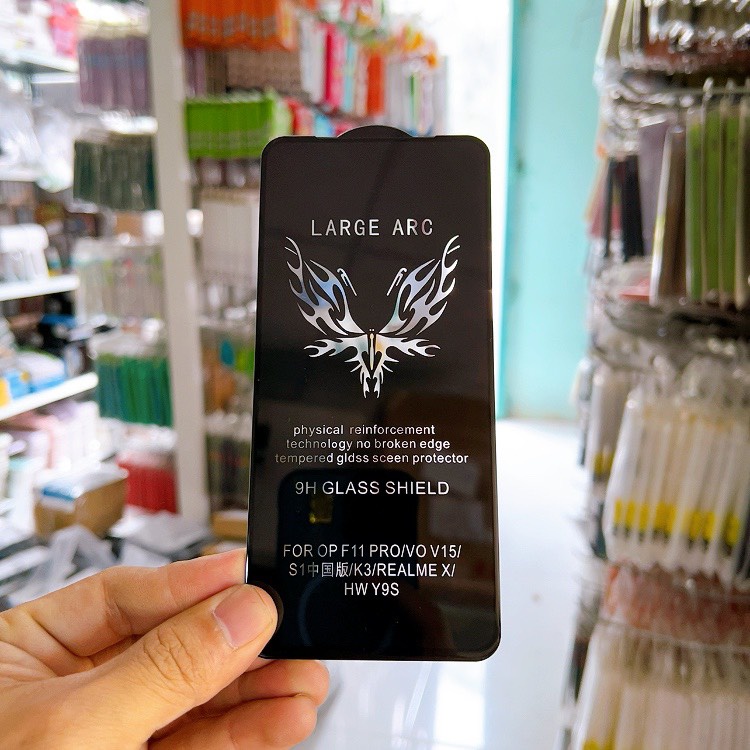 LARGE ARC
physical reinforcement
technology no broken edge
tempered gldss sceen protector
9H GLASS SHIELD
FOR OP F11 PRO/VO V15/
S1中国版/K3/REALME X/
HW Y9S